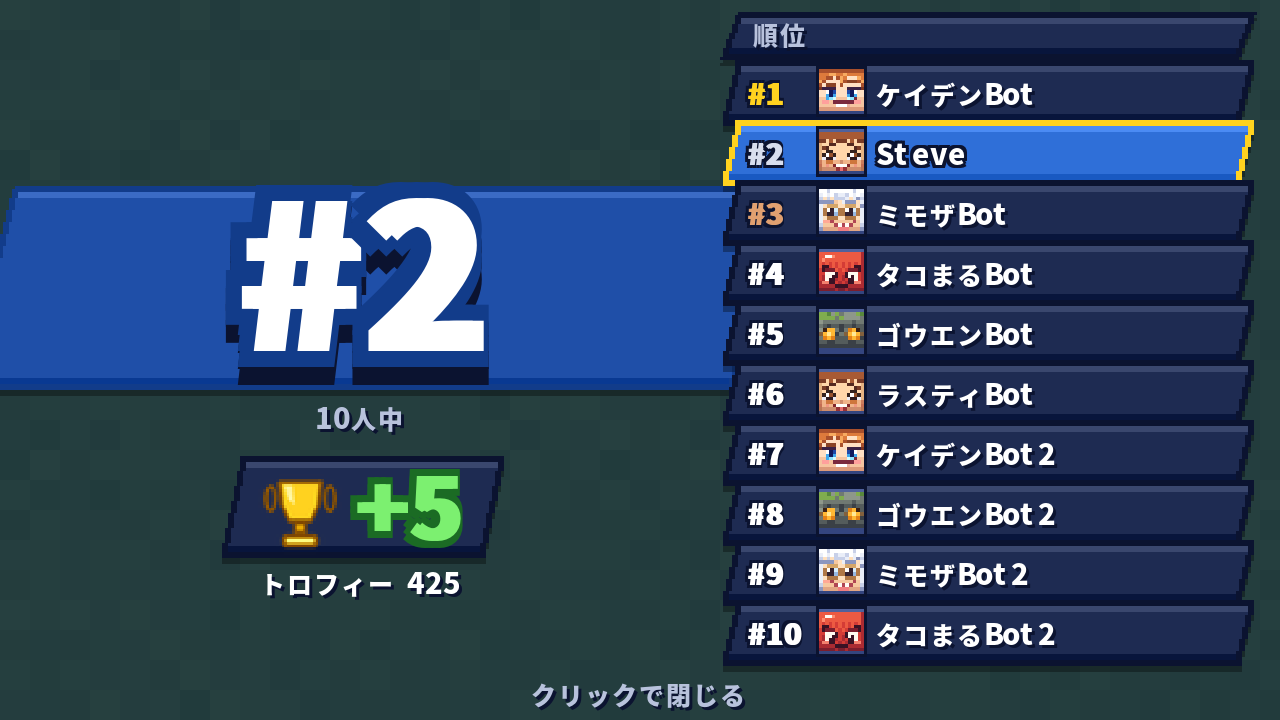 #2
10人中
+5
トロフィー 425
順位
#1 ケイデンBot
#2 Steve
#3 ミモザBot
#4 タコまるBot
#5 ゴウエンBot
#6 ラスティBot
#7 ケイデンBot 2
#8 ゴウエンBot 2
#9 ミモザBot 2
#10 タコまるBot 2
クリックで閉じる